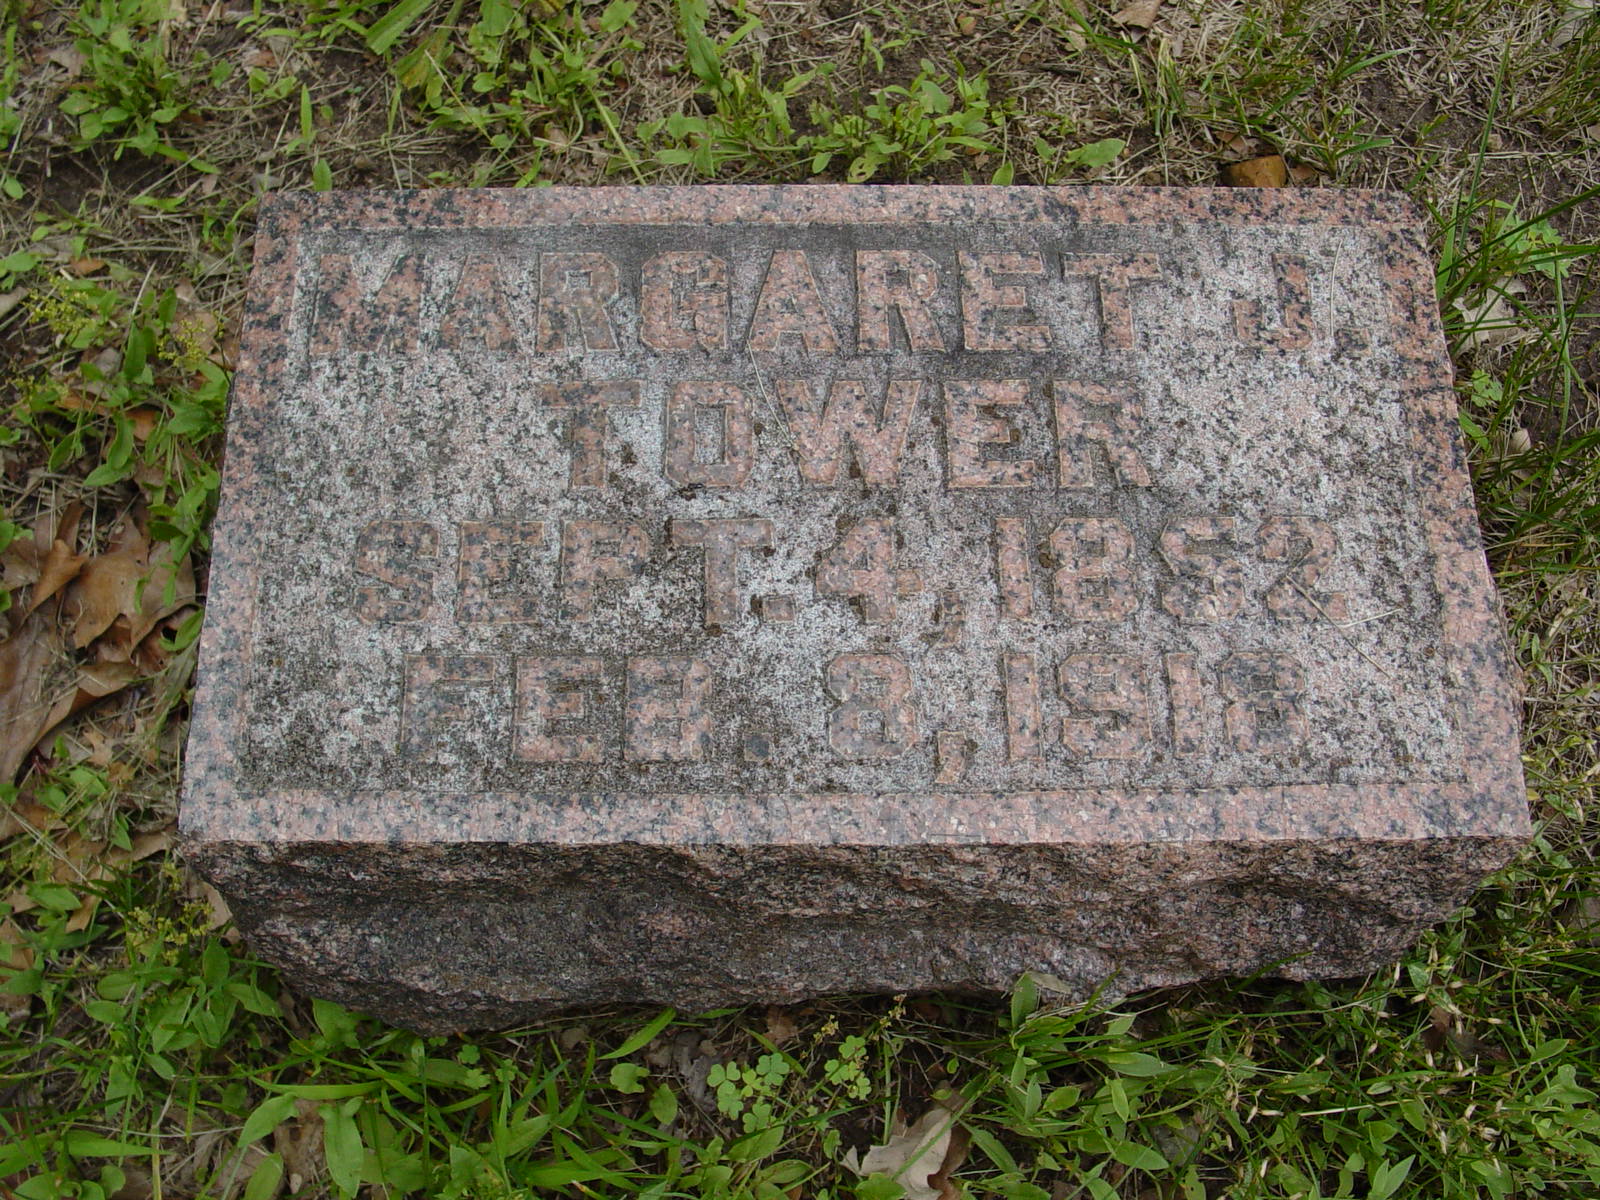 MARGARET J.
TOWER
SEPT. 4, 1852
FEB. 8, 1918